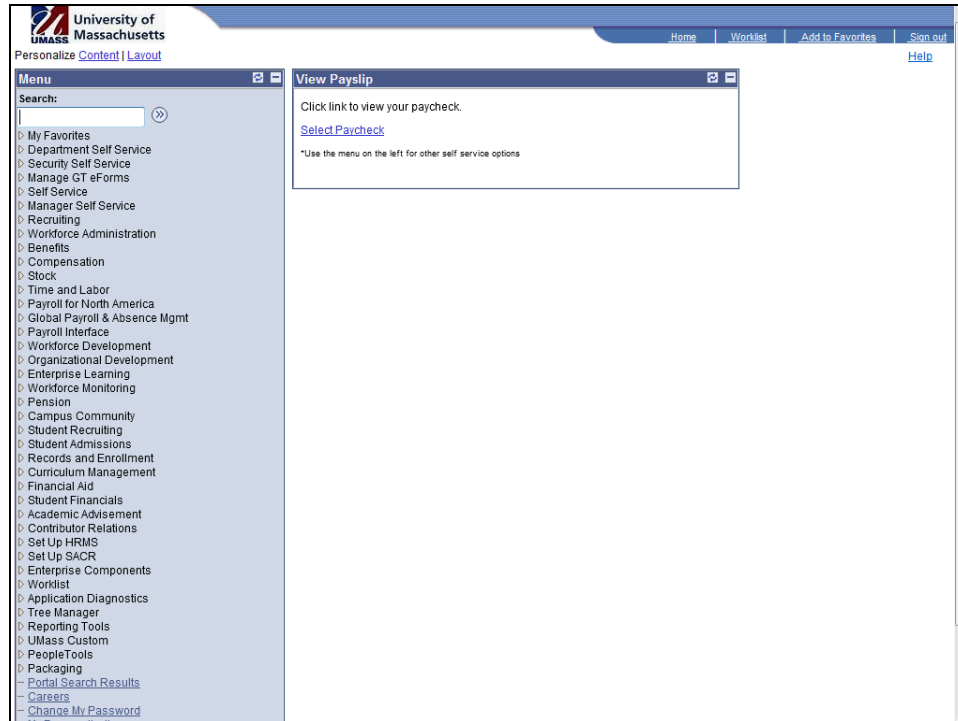 University of
Massachusetts
UMASS
Home Worklist Add to Favorites Sign out
Personalize Content | Layout
Help
Menu
Search:
My Favorites
Department Self Service
Security Self Service
Manage GT eForms
Self Service
Manager Self Service
Recruiting
Workforce Administration
Benefits
Compensation
Stock
Time and Labor
Payroll for North America
Global Payroll & Absence Mgmt
Payroll Interface
Workforce Development
Organizational Development
Enterprise Learning
Workforce Monitoring
Pension
Campus Community
Student Recruiting
Student Admissions
Records and Enrollment
Curriculum Management
Financial Aid
Student Financials
Academic Advisement
Contributor Relations
Set Up HRMS
Set Up SACR
Enterprise Components
Worklist
Application Diagnostics
Tree Manager
Reporting Tools
UMass Custom
PeopleTools
Packaging
Portal Search Results
Careers
Change My Password
View Payslip
Click link to view your paycheck.
Select Paycheck
*Use the menu on the left for other self service options